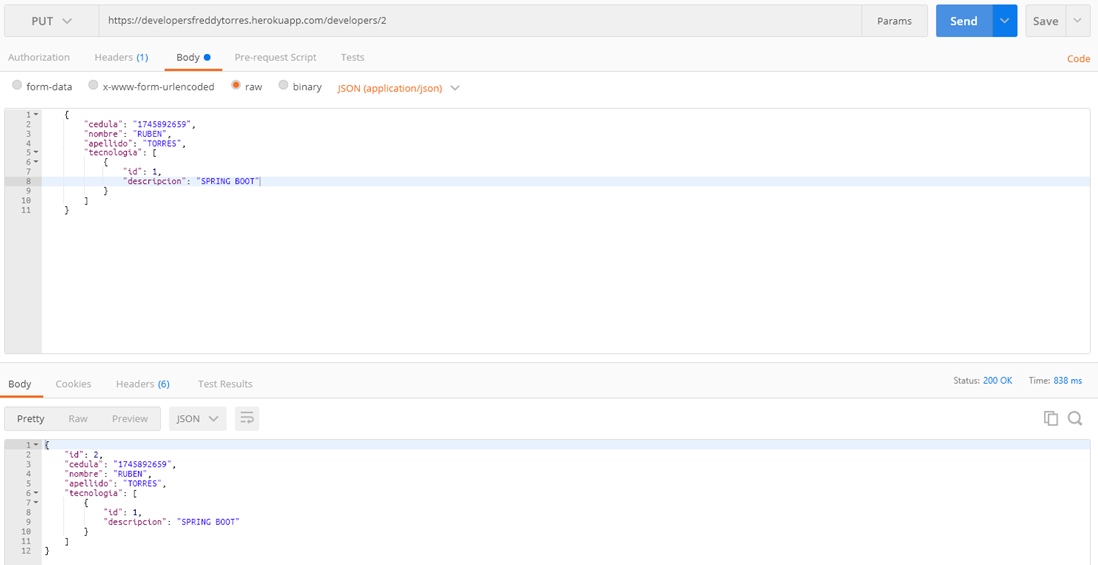 PUT https://developersfreddytorres.herokuapp.com/developers/2 Params Send Save
Authorization Headers (1) Body Pre-request Script Tests Code
form-data x-www-form-urlencoded raw binary JSON (application/json)
1 {
2 "cedula": "1745892659",
3 "nombre": "RUBEN",
4 "apellido": "TORRES",
5 "tecnologia": [
6 {
7 "id": 1,
8 "descripcion": "SPRING BOOT"
9 }
10 ]
11 }
Body Cookies Headers (6) Test Results Status: 200 OK Time: 838 ms
Pretty Raw Preview JSON
1 {
2 "id": 2,
3 "cedula": "1745892659",
4 "nombre": "RUBEN",
5 "apellido": "TORRES",
6 "tecnologia": [
7 {
8 "id": 1,
9 "descripcion": "SPRING BOOT"
10 }
11 ]
12 }